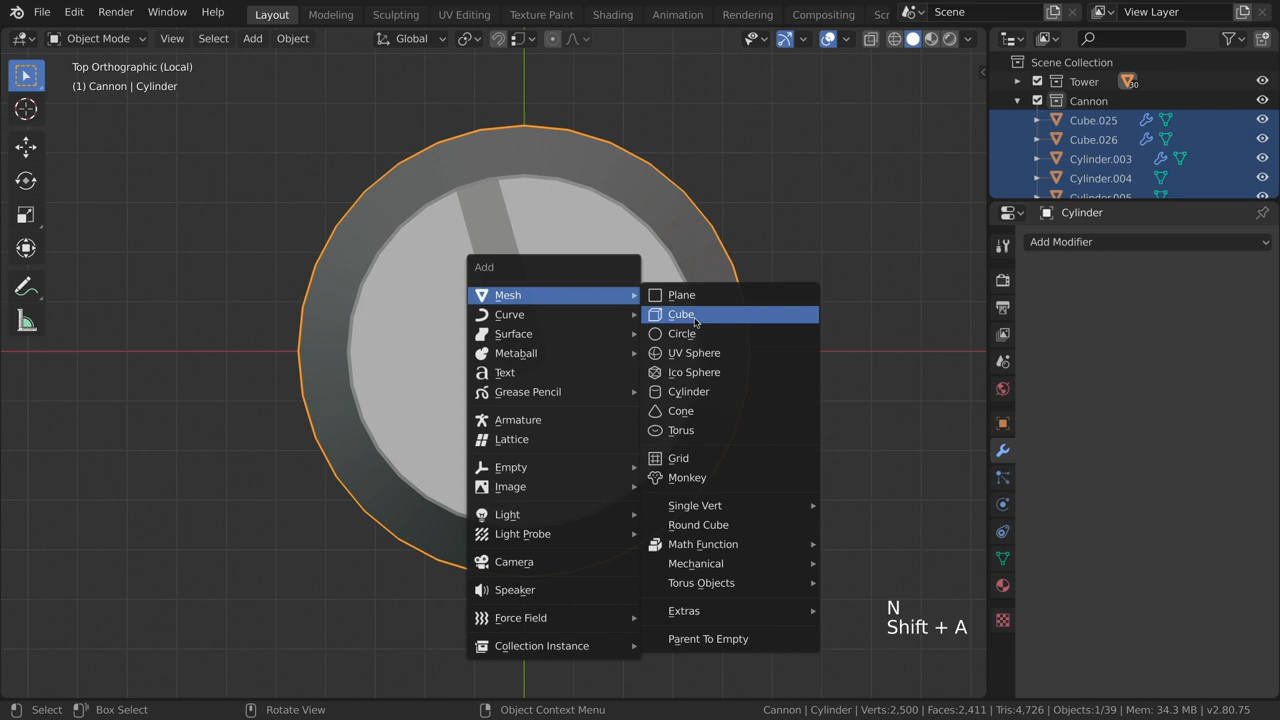 File Edit Render Window Help Layout Modeling Sculpting UV Editing Texture Paint Shading Animation Rendering Compositing Scr Scene View Layer
Object Mode View Select Add Object Global
Top Orthographic (Local)
(1) Cannon | Cylinder
Scene Collection
Tower 30
Cannon
Cube.025
Cube.026
Cylinder.003
Cylinder.004
Cylinder.005
Cylinder
Add Modifier
Add
Mesh
Curve
Surface
Metaball
Text
Grease Pencil
Armature
Lattice
Empty
Image
Light
Light Probe
Camera
Speaker
Force Field
Collection Instance
Plane
Cube
Circle
UV Sphere
Ico Sphere
Cylinder
Cone
Torus
Grid
Monkey
Single Vert
Round Cube
Math Function
Mechanical
Torus Objects
Extras
Parent To Empty
N
Shift + A
Select Box Select Rotate View Object Context Menu Cannon | Cylinder | Verts:2,500 | Faces:2,411 | Tris:4,726 | Objects:1/39 | Mem: 34.3 MB | v2.80.75